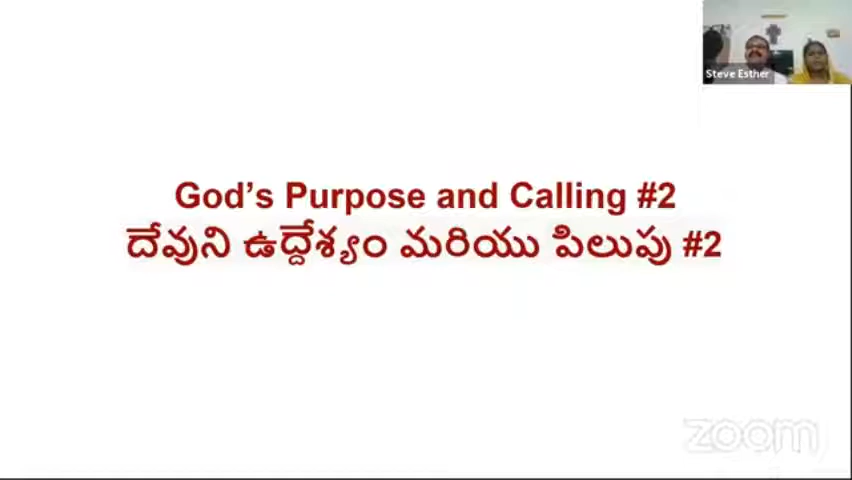 Steve Esther
God's Purpose and Calling #2
దేవుని ఉద్దేశ్యం మరియు పిలుపు #2
zoom